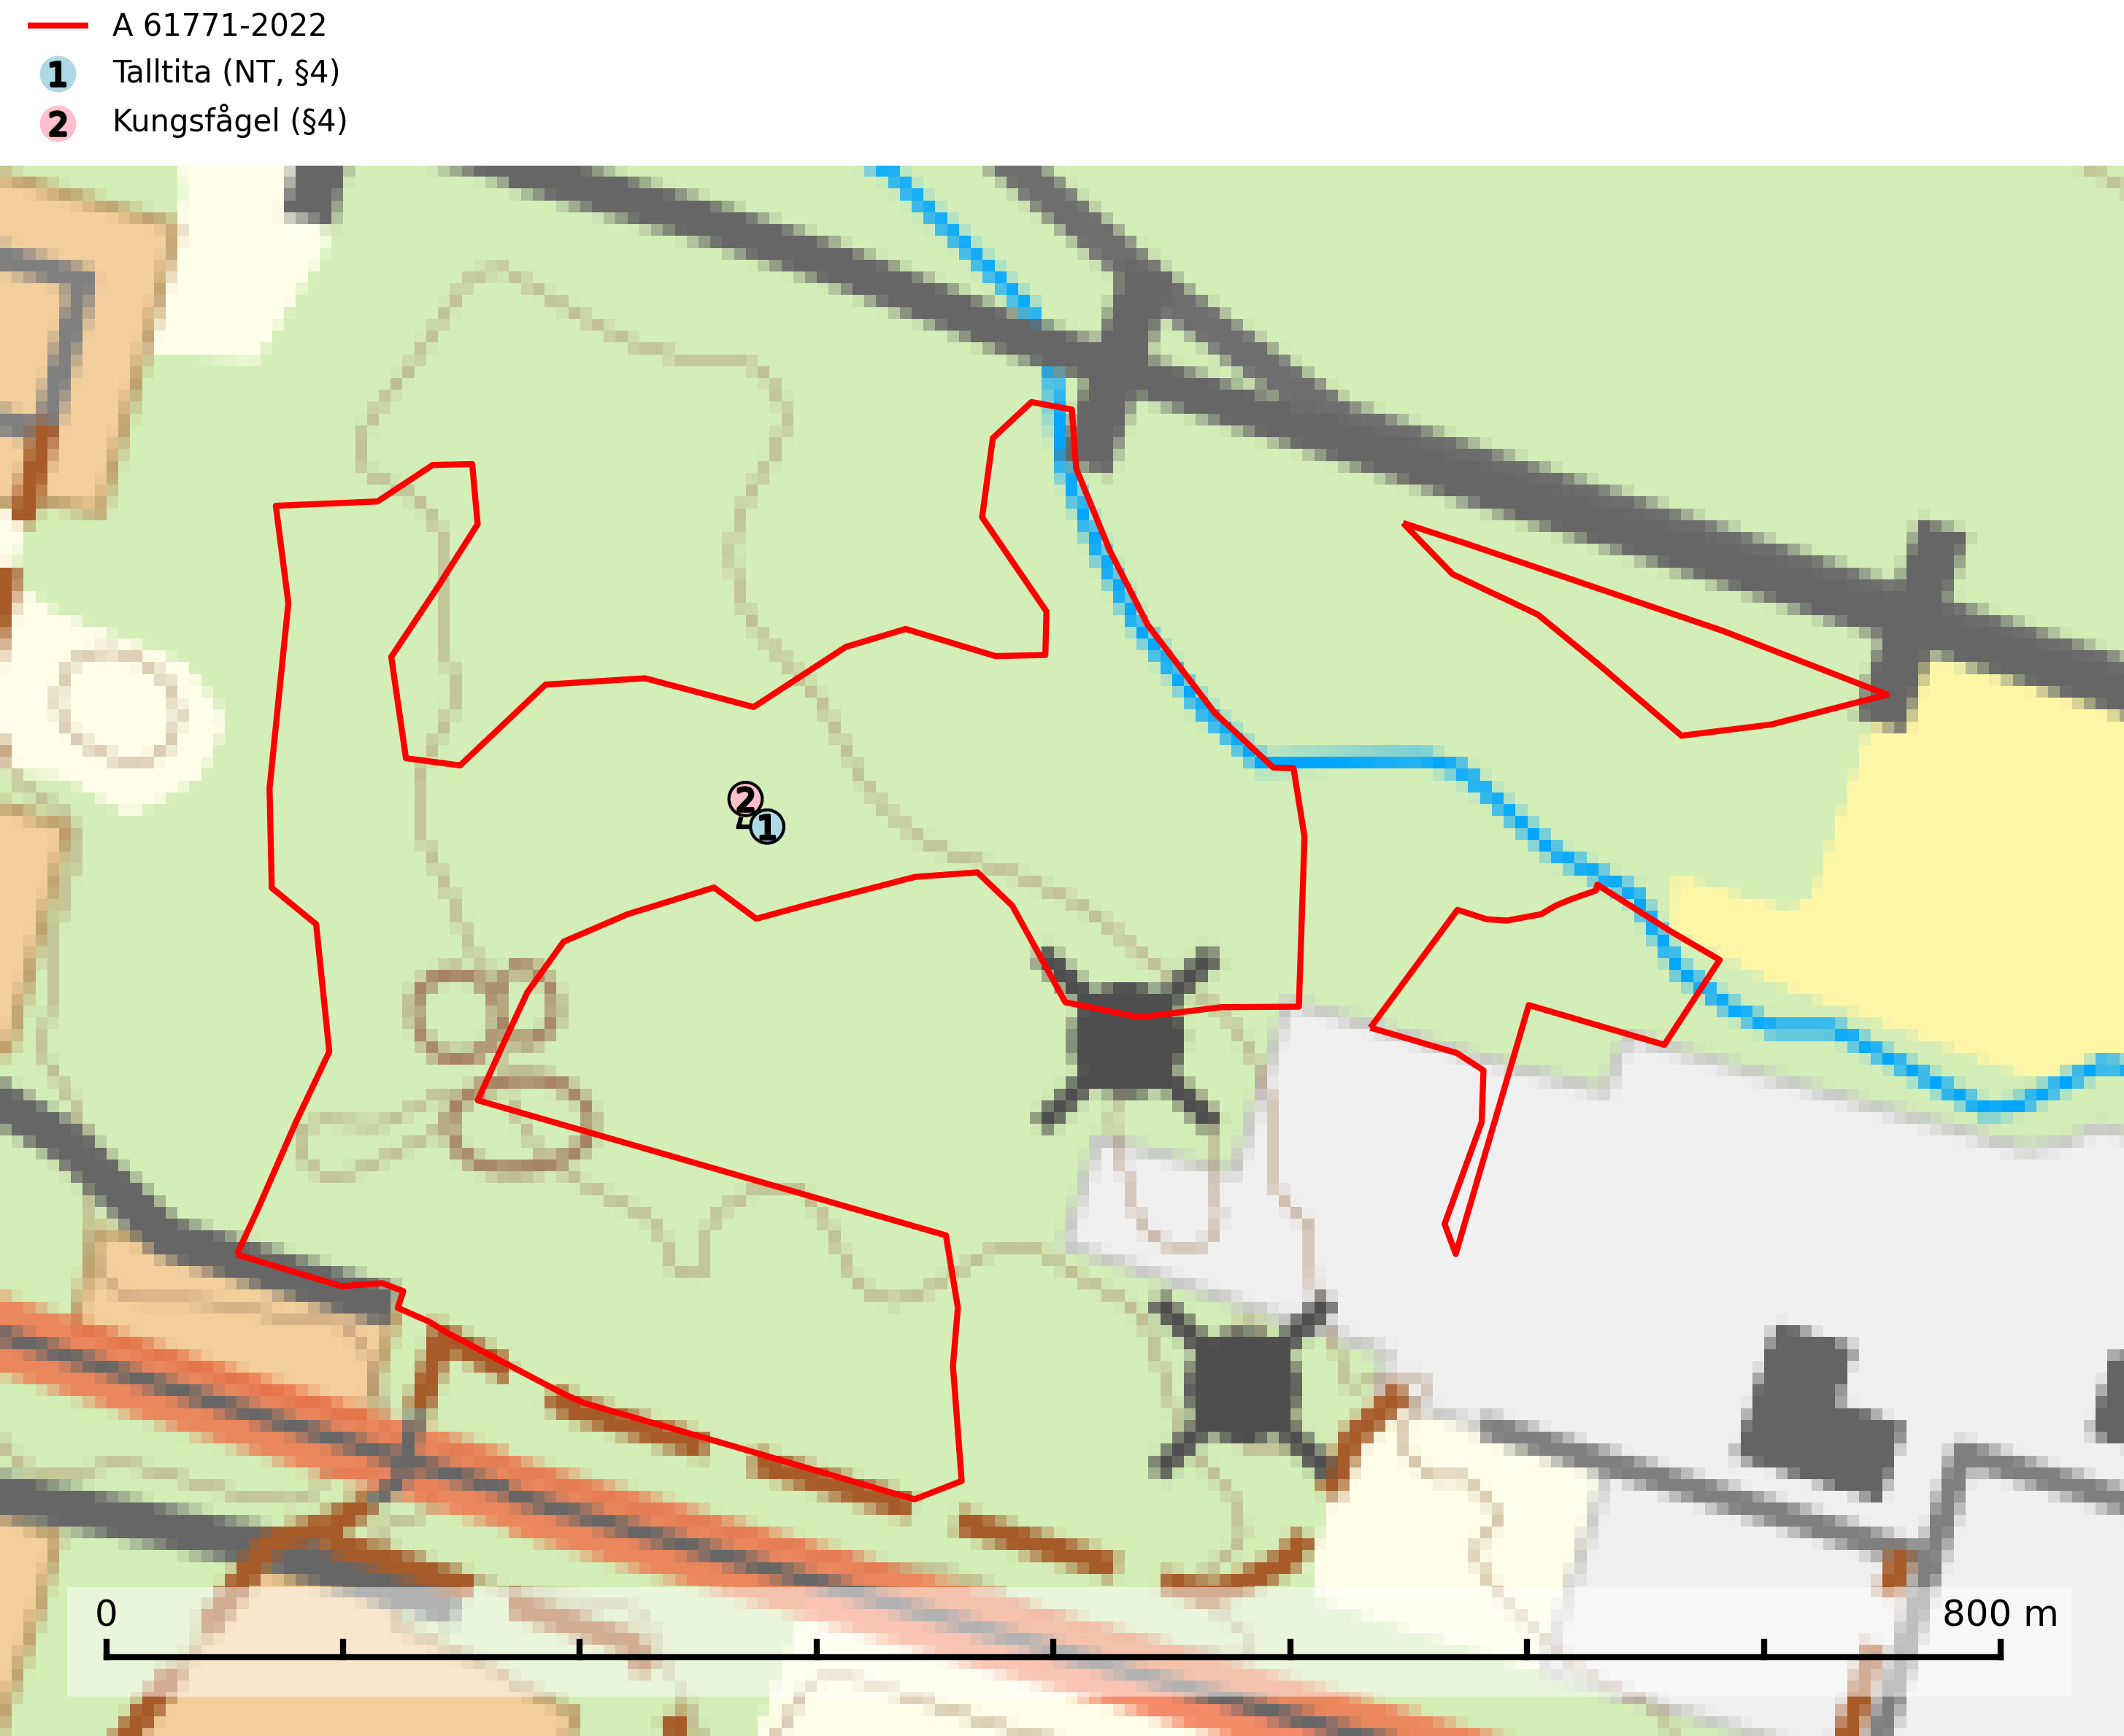 A 61771-2022
1 Talltita (NT, §4)
2 Kungsfågel (§4)
2
1
0 800 m